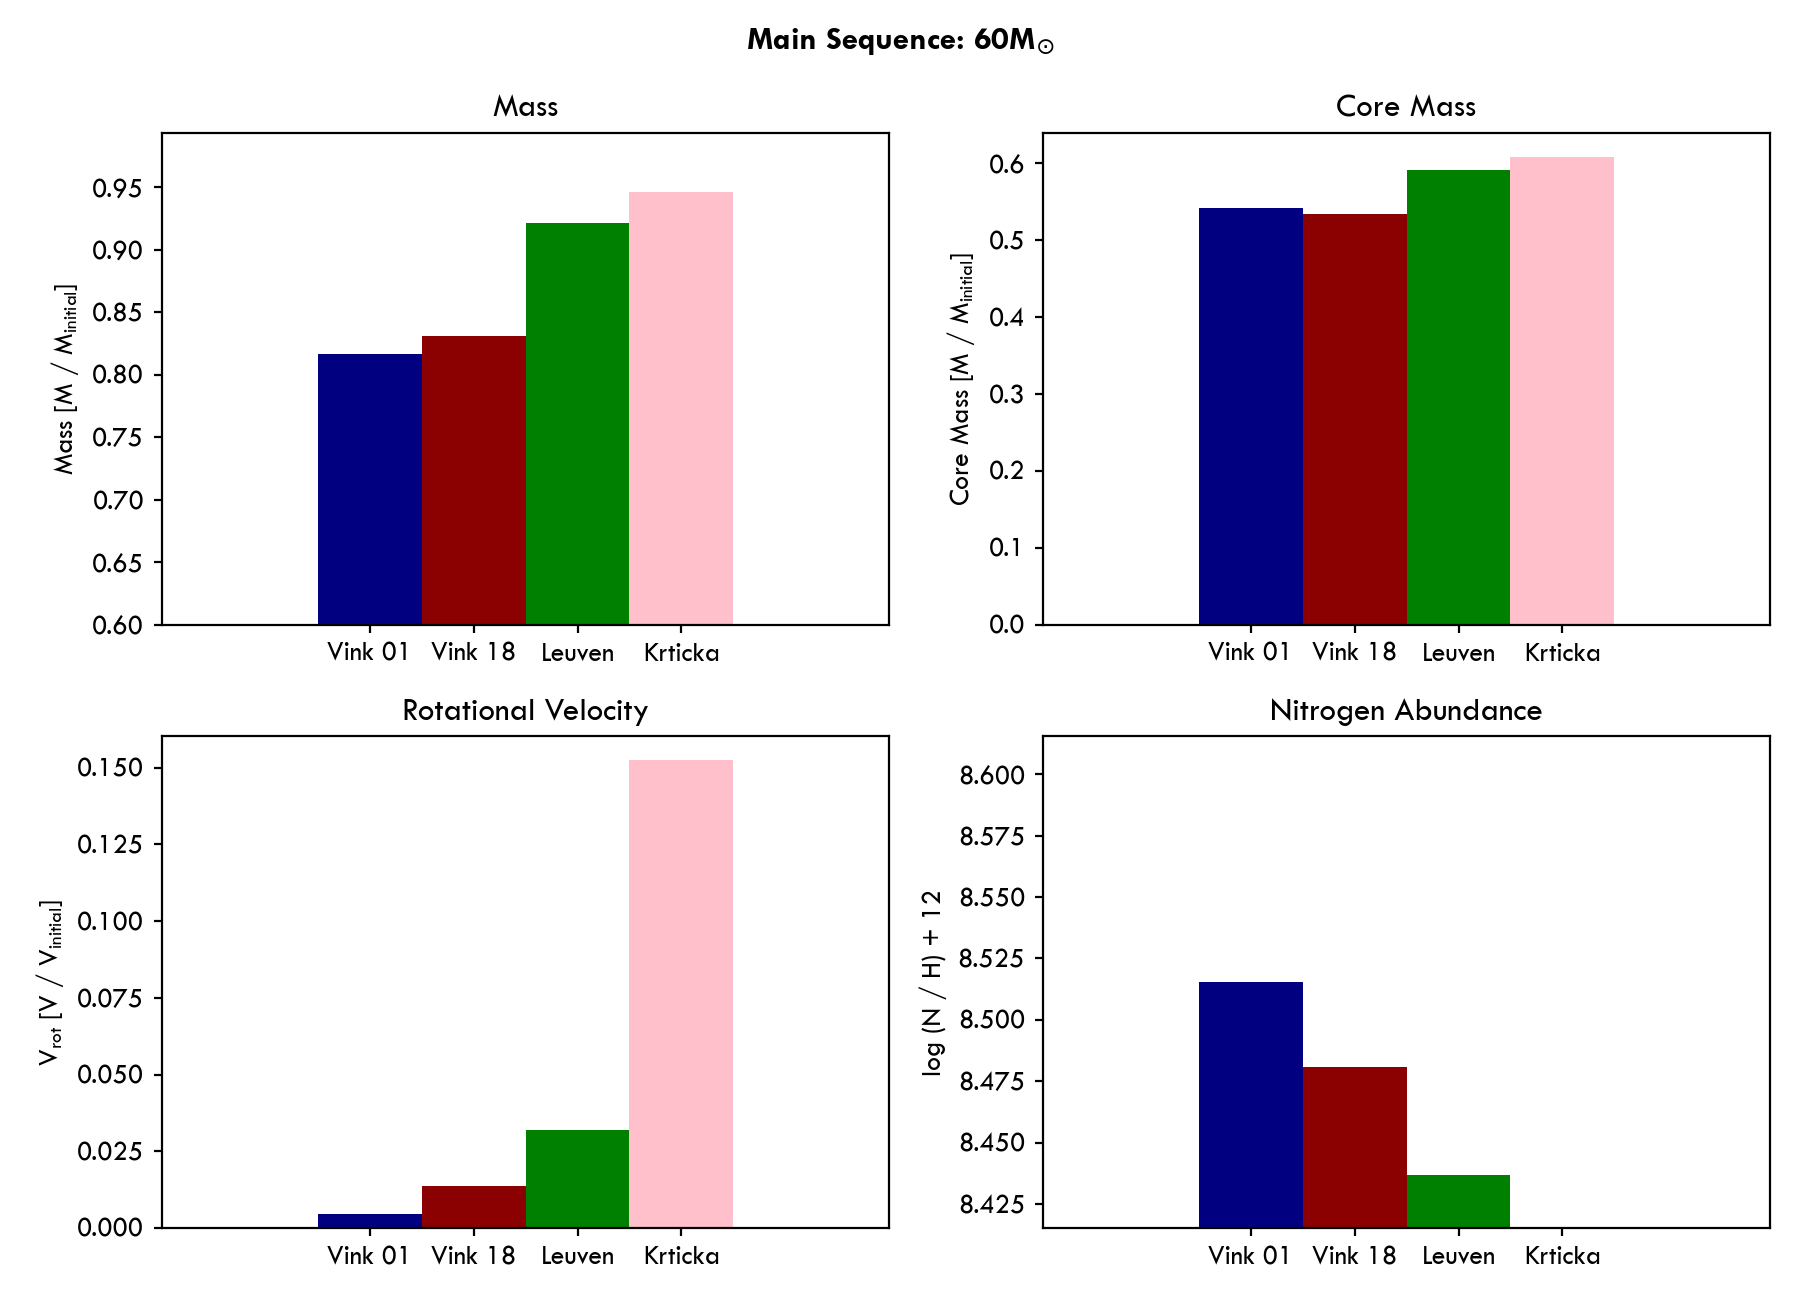 Main Sequence: 60M☉
Mass
Mass [M / Minitial]
0.95
0.90
0.85
0.80
0.75
0.70
0.65
0.60
Vink 01 Vink 18 Leuven Krticka
Core Mass
Core Mass [M / Minitial]
0.6
0.5
0.4
0.3
0.2
0.1
0.0
Vink 01 Vink 18 Leuven Krticka
Rotational Velocity
Vrot [V / Vinitial]
0.150
0.125
0.100
0.075
0.050
0.025
0.000
Vink 01 Vink 18 Leuven Krticka
Nitrogen Abundance
log (N / H) + 12
8.600
8.575
8.550
8.525
8.500
8.475
8.450
8.425
Vink 01 Vink 18 Leuven Krticka